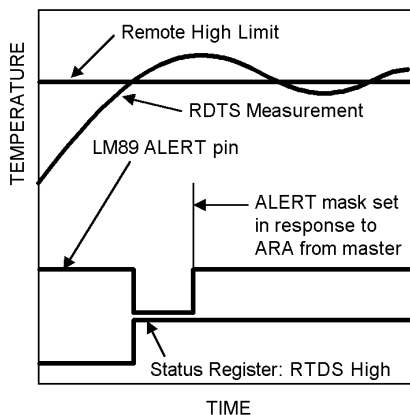 Remote High Limit
RDTS Measurement
LM89 ALERT pin
ALERT mask set
in response to
ARA from master
Status Register: RTDS High
TEMPERATURE
TIME